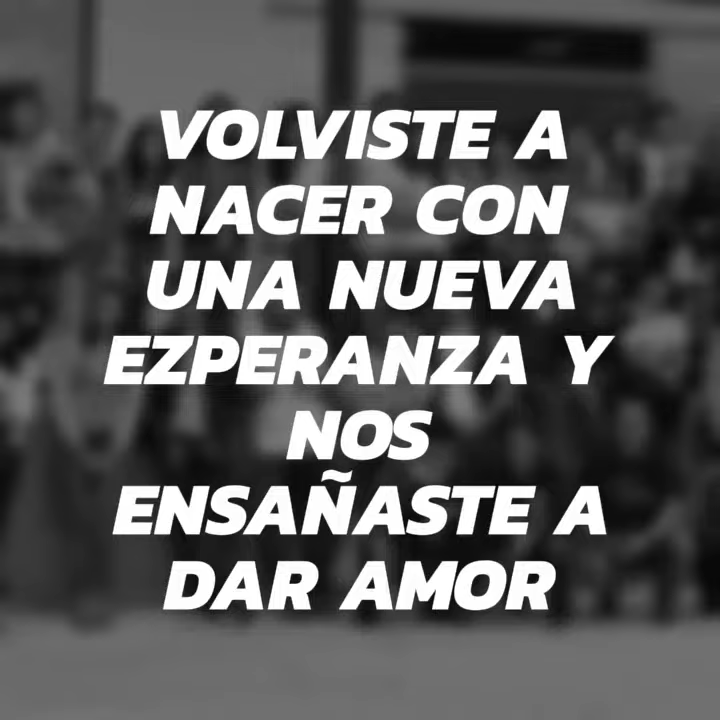 VOLVISTE A
NACER CON
UNA NUEVA
EZPERANZA Y
NOS
ENSAÑASTE A
DAR AMOR